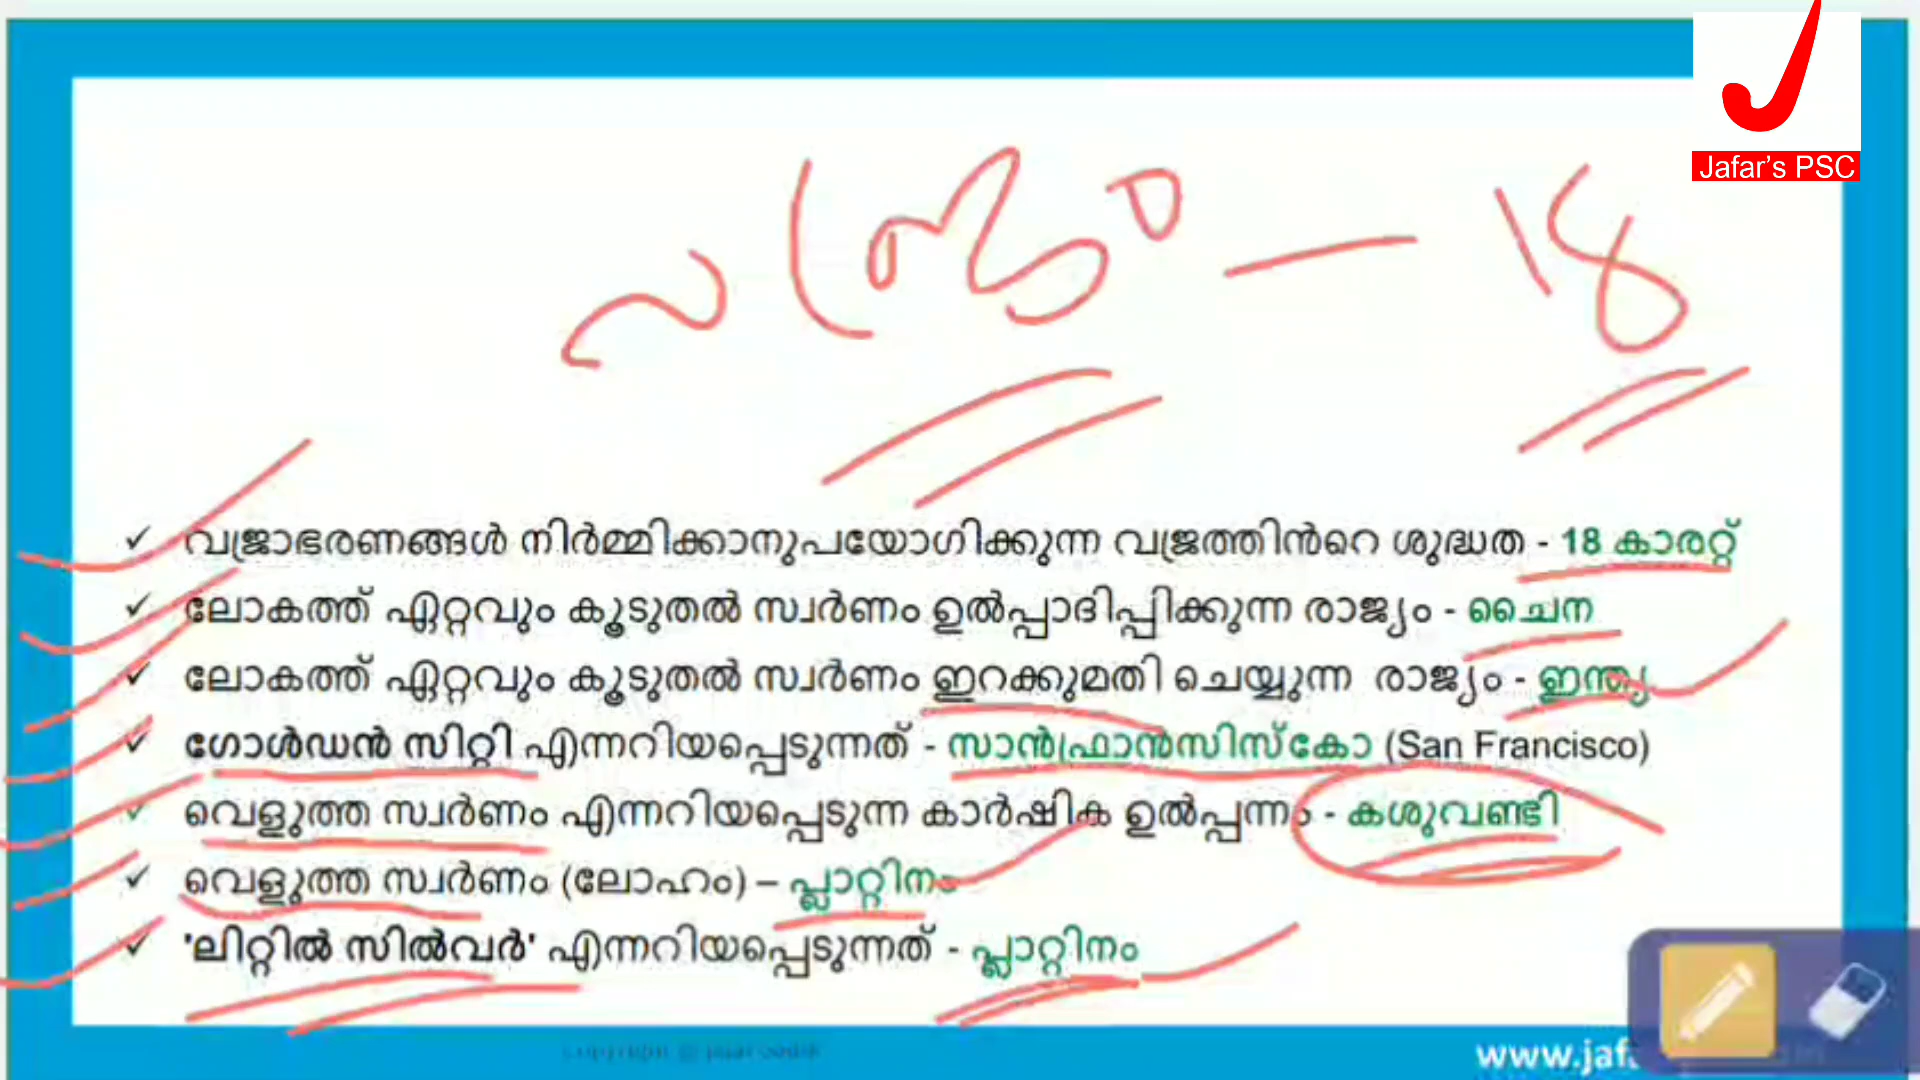 Jafar's PSC
18
വജ്രാഭരണങ്ങൾ നിർമ്മിക്കാനുപയോഗിക്കുന്ന വജ്രത്തിൻറെ ശുദ്ധത - 18 കാരറ്റ്
ലോകത്ത് ഏറ്റവും കൂടുതൽ സ്വർണം ഉൽപ്പാദിപ്പിക്കുന്ന രാജ്യം - ചൈന
ലോകത്ത് ഏറ്റവും കൂടുതൽ സ്വർണം ഇറക്കുമതി ചെയ്യുന്ന രാജ്യം - ഇന്ത്യ
ഗോൾഡൻ സിറ്റി എന്നറിയപ്പെടുന്നത് - സാൻഫ്രാൻസിസ്കോ (San Francisco)
വെളുത്ത സ്വർണം എന്നറിയപ്പെടുന്ന കാർഷിക ഉൽപ്പന്നം - കശുവണ്ടി
വെളുത്ത സ്വർണം (ലോഹം) – പ്ലാറ്റിനം
'ലിറ്റിൽ സിൽവർ' എന്നറിയപ്പെടുന്നത് - പ്ലാറ്റിനം
www.jaf